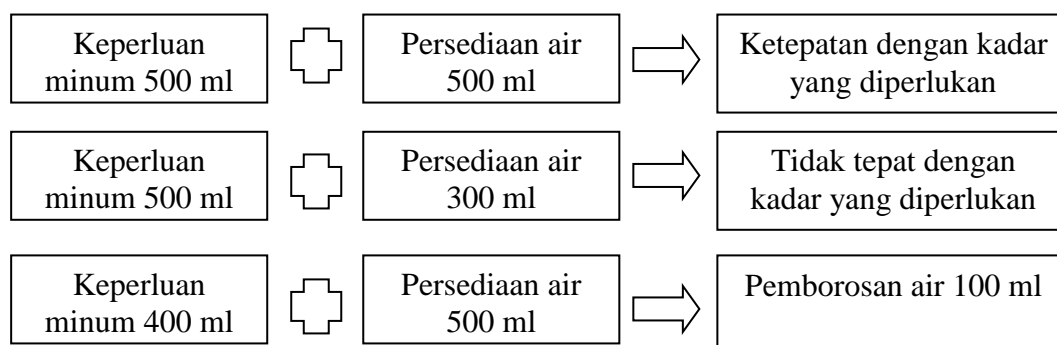 Keperluan
minum 500 ml
Persediaan air
500 ml
Ketepatan dengan kadar
yang diperlukan
Keperluan
minum 500 ml
Persediaan air
300 ml
Tidak tepat dengan
kadar yang diperlukan
Keperluan
minum 400 ml
Persediaan air
500 ml
Pemborosan air 100 ml